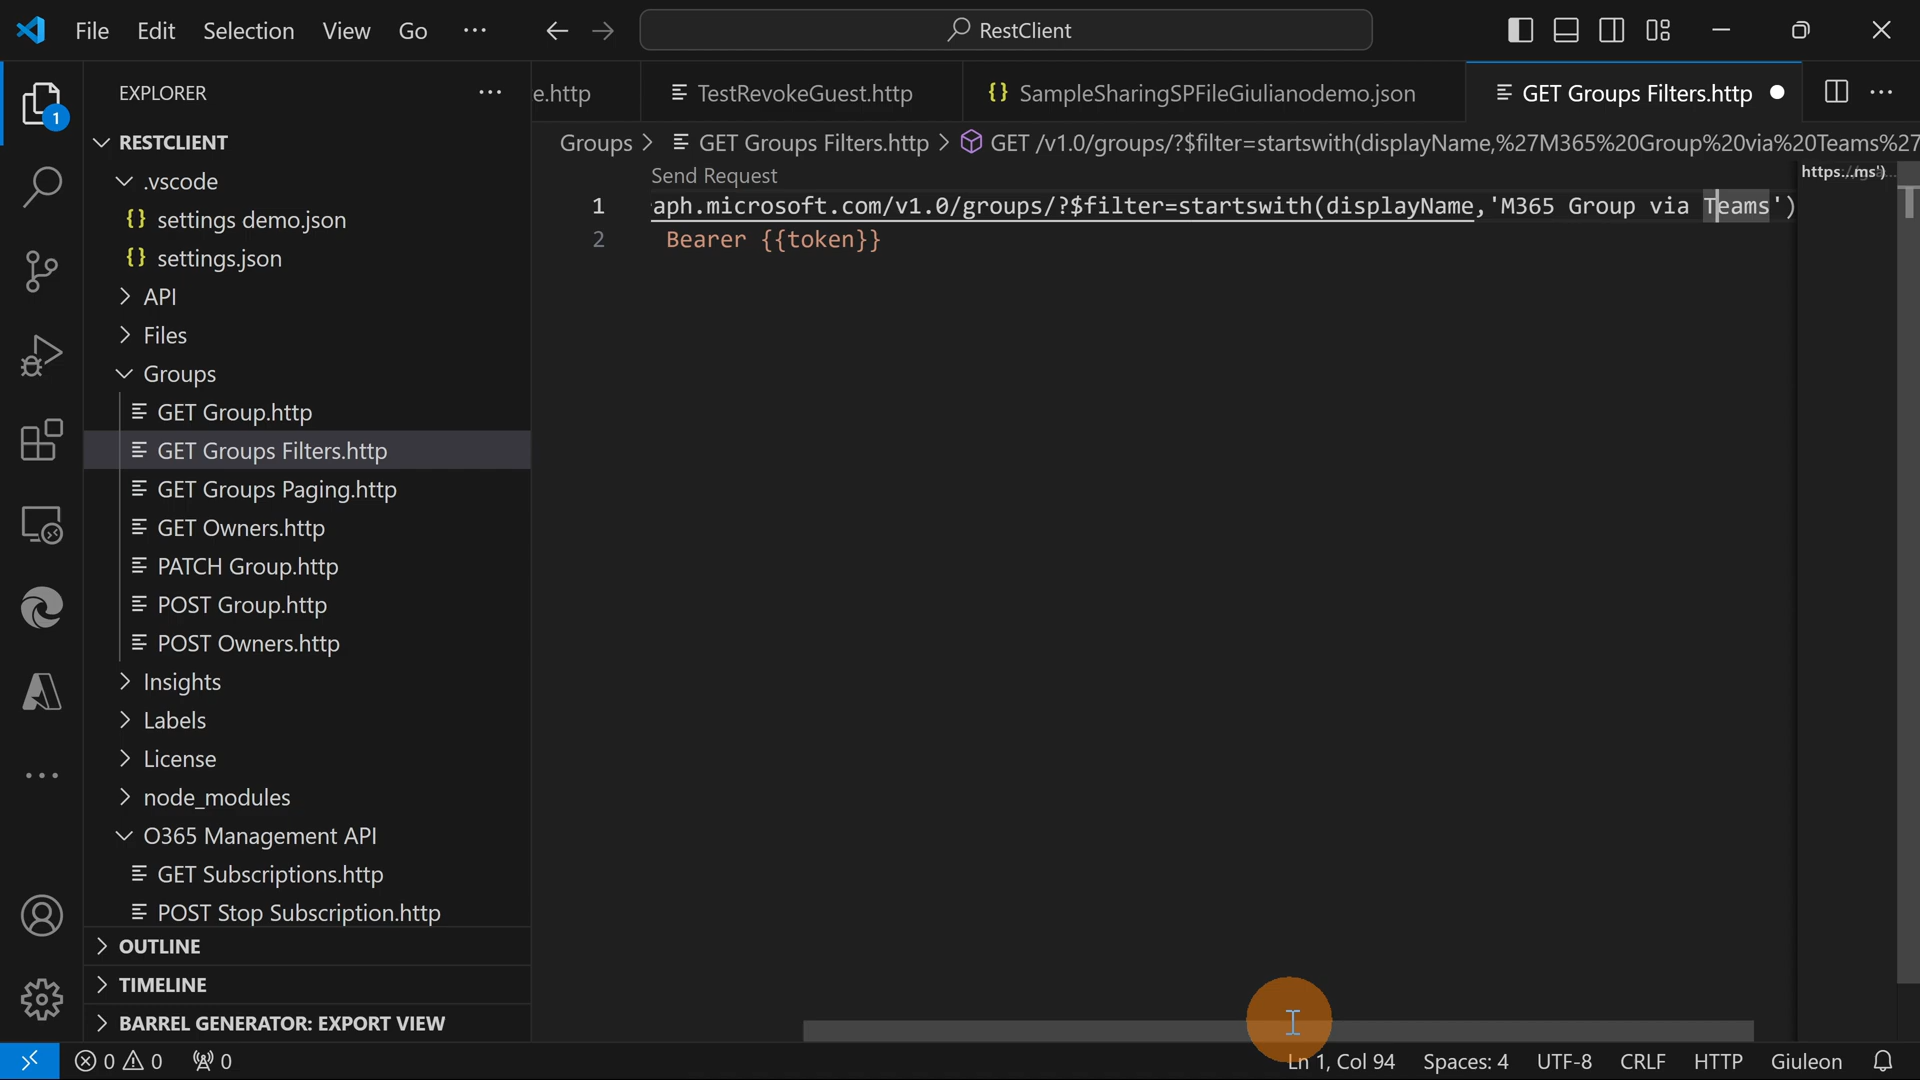 File Edit Selection View Go ···
RestClient
EXPLORER ···
RESTCLIENT
.vscode
{} settings demo.json
{} settings.json
API
Files
Groups
GET Group.http
GET Groups Filters.http
GET Groups Paging.http
GET Owners.http
PATCH Group.http
POST Group.http
POST Owners.http
Insights
Labels
License
node_modules
O365 Management API
GET Subscriptions.http
POST Stop Subscription.http
OUTLINE
TIMELINE
BARREL GENERATOR: EXPORT VIEW
1
e.http TestRevokeGuest.http {} SampleSharingSPFileGiulianodemo.json GET Groups Filters.http
Groups > GET Groups Filters.http > GET /v1.0/groups/?$filter=startswith(displayName,%27M365%20Group%20via%20Teams%27
Send Request
1 aph.microsoft.com/v1.0/groups/?$filter=startswith(displayName,'M365 Group via Teams')
2 Bearer {{token}}
https...ms')
0 0 0 Ln 1, Col 94 Spaces: 4 UTF-8 CRLF HTTP Giuleon